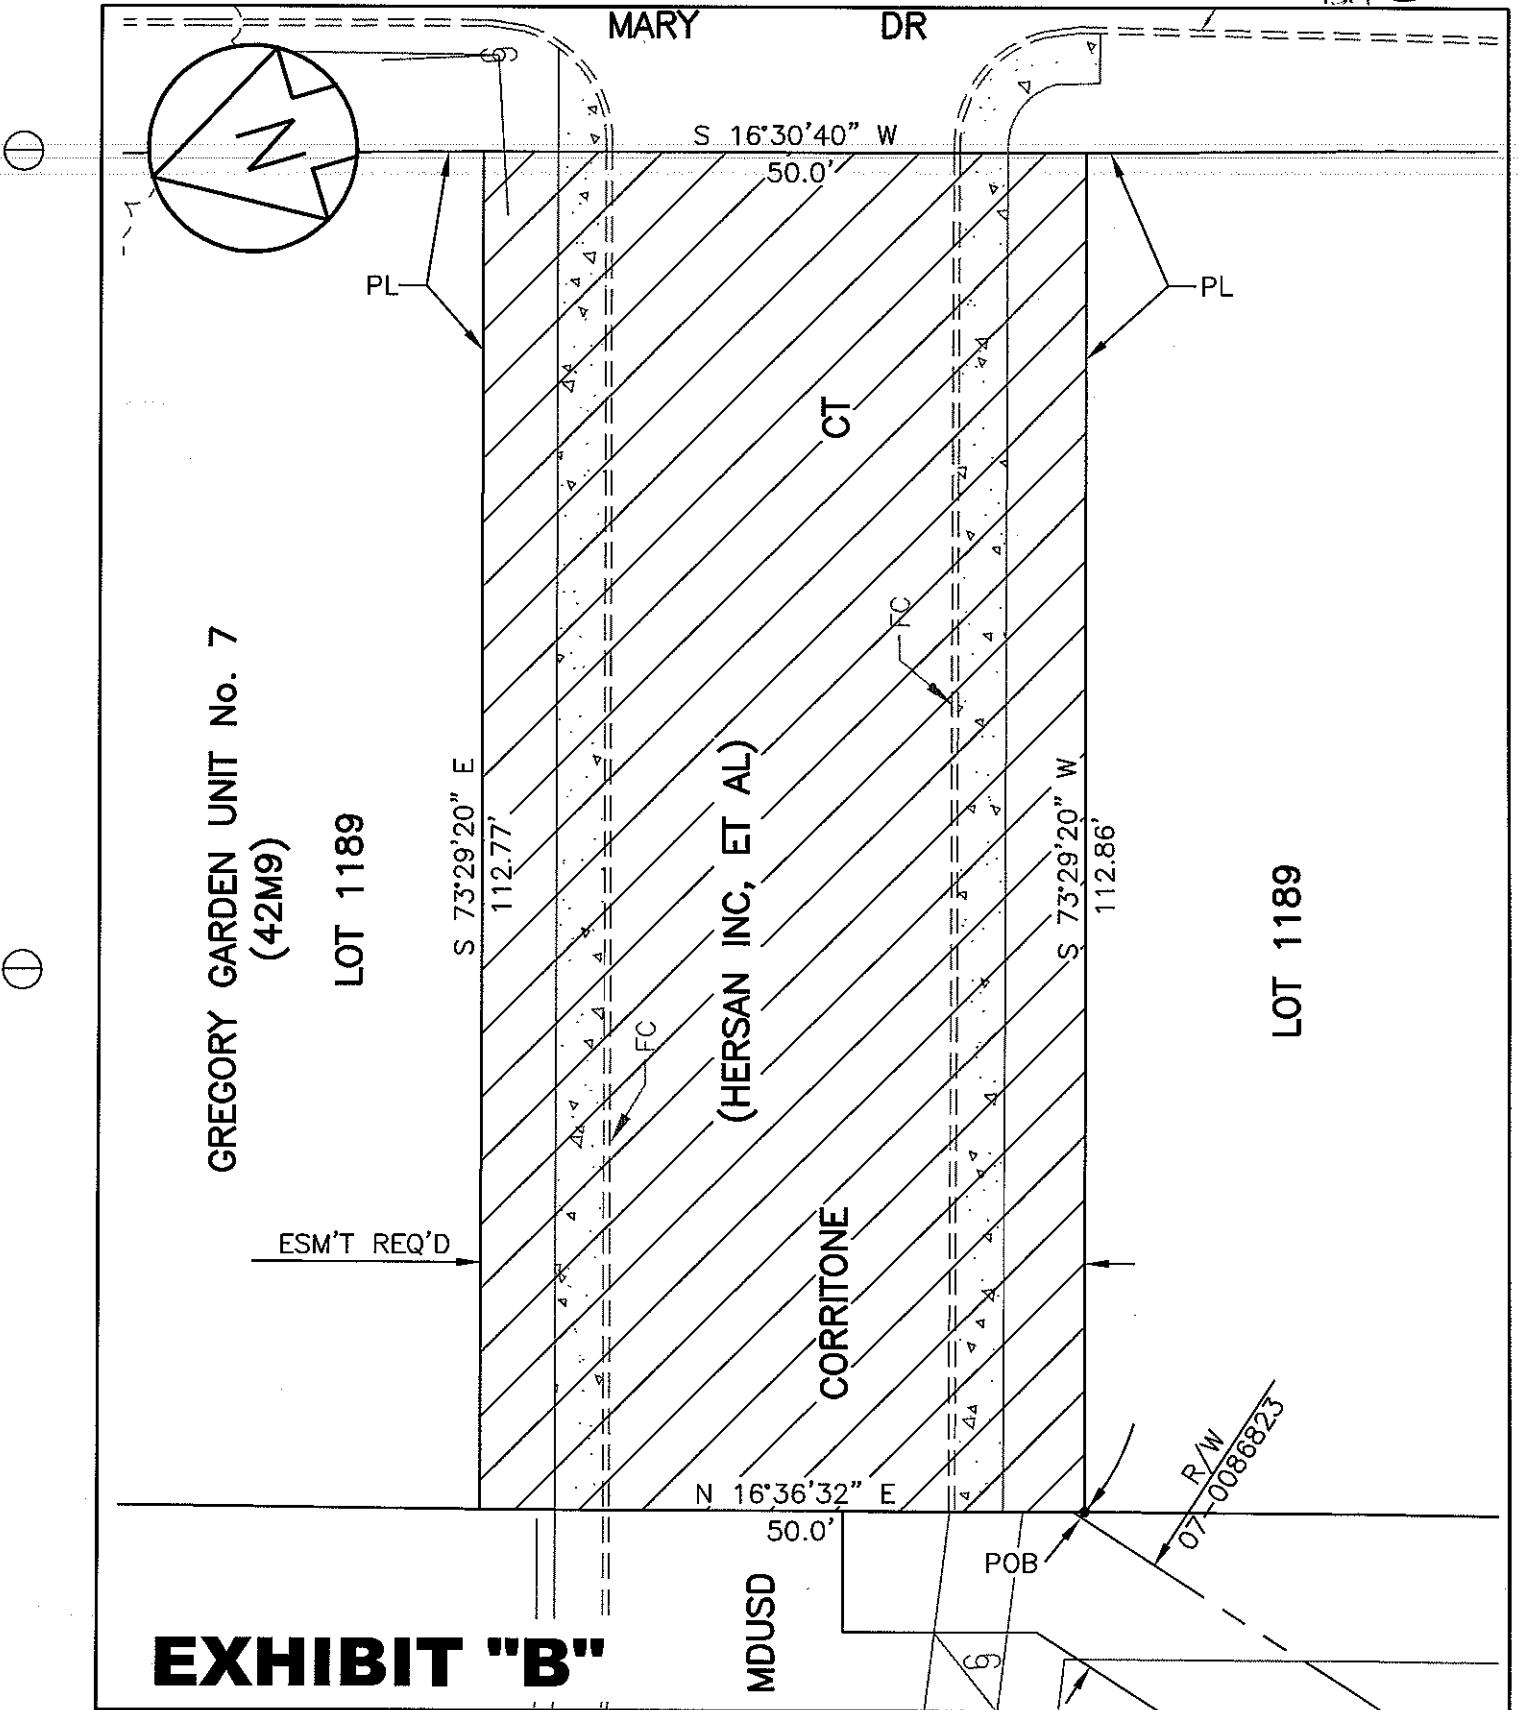 MARY DR
S 16°30'40" W
50.0'
PL
PL
CT
FC
GREGORY GARDEN UNIT No. 7
(42M9)
LOT 1189
S 73°29'20" E
112.77'
(HERSAN INC, ET AL)
S 73°29'20" W
112.86'
LOT 1189
FC
ESM'T REQ'D
CORRITONE
N 16°36'32" E
50.0'
R/W
07-0086823
POB
MDUSD
EXHIBIT "B"